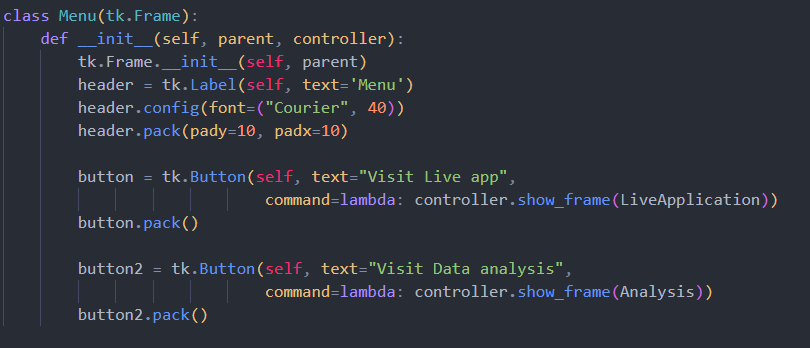 class Menu(tk.Frame):
    def __init__(self, parent, controller):
        tk.Frame.__init__(self, parent)
        header = tk.Label(self, text='Menu')
        header.config(font=("Courier", 40))
        header.pack(pady=10, padx=10)

        button = tk.Button(self, text="Visit Live app",
                            command=lambda: controller.show_frame(LiveApplication))
        button.pack()

        button2 = tk.Button(self, text="Visit Data analysis",
                            command=lambda: controller.show_frame(Analysis))
        button2.pack()